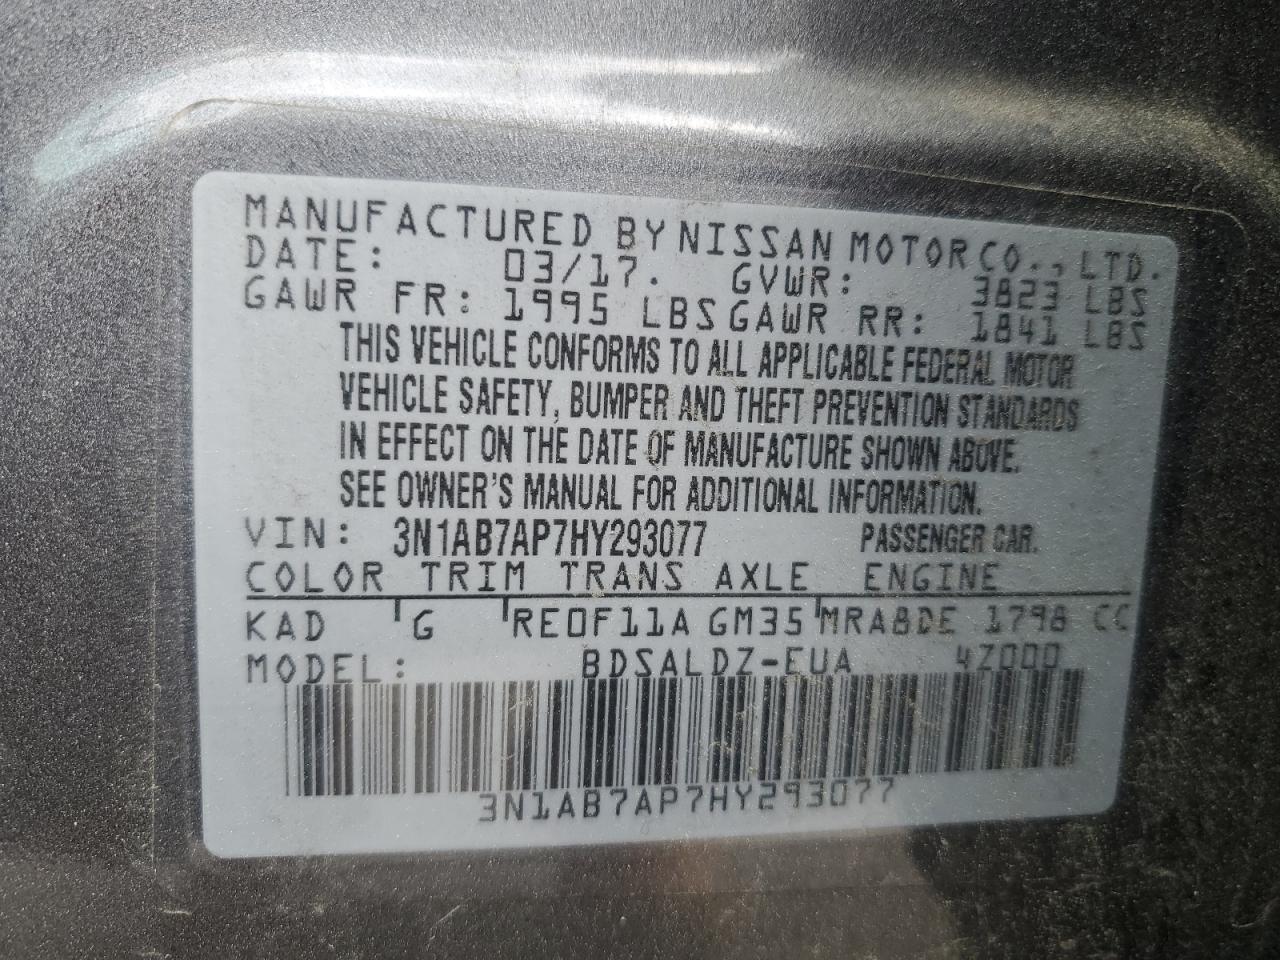 MANUFACTURED BY NISSAN MOTOR CO., LTD.
DATE: 03/17. GVWR: 3823 LBS
GAWR FR: 1995 LBS GAWR RR: 1841 LBS
THIS VEHICLE CONFORMS TO ALL APPLICABLE FEDERAL MOTOR
VEHICLE SAFETY, BUMPER AND THEFT PREVENTION STANDARDS
IN EFFECT ON THE DATE OF MANUFACTURE SHOWN ABOVE.
SEE OWNER'S MANUAL FOR ADDITIONAL INFORMATION.
VIN: 3N1AB7AP7HY293077 PASSENGER CAR.
COLOR TRIM TRANS AXLE ENGINE
KAD G RE0F11A GM35 MRA8DE 1798 CC
MODEL: BDSALDZ-EUA 4Z000
3N1AB7AP7HY293077